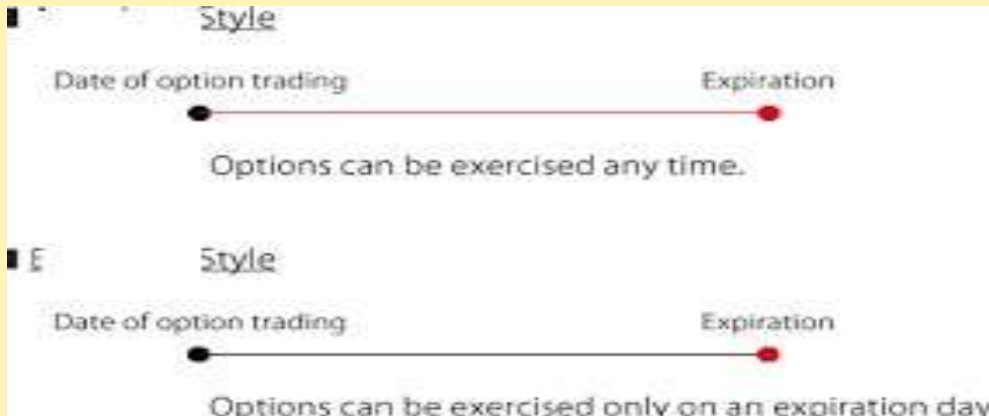 Style
Date of option trading Expiration
Options can be exercised any time.
E Style
Date of option trading Expiration
Options can be exercised only on an expiration day